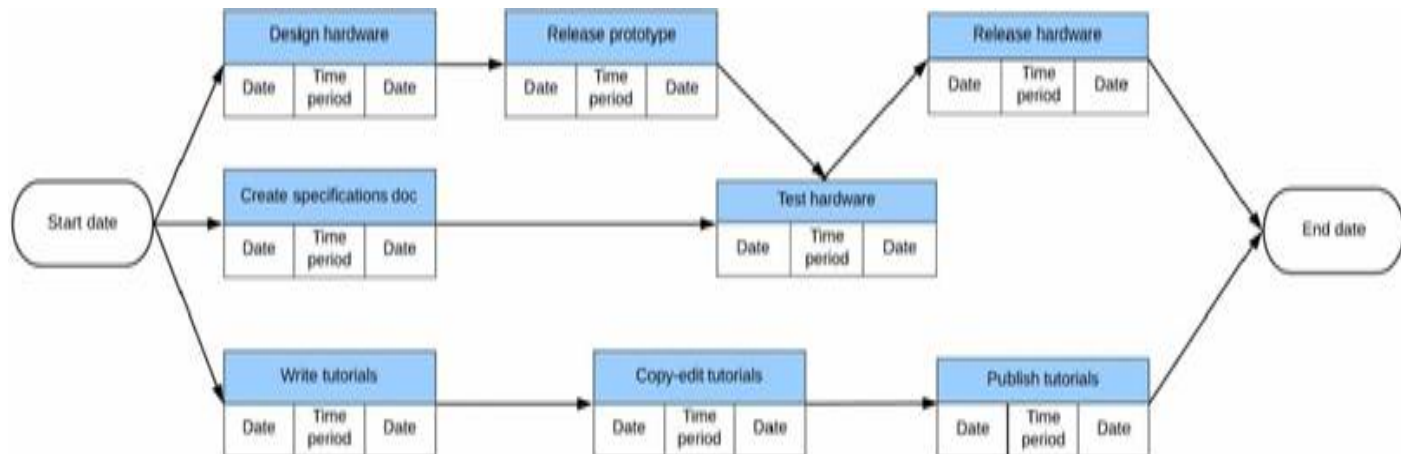 Design hardware
Date
Time
period
Date
Release prototype
Date
Time
period
Date
Release hardware
Date
Time
period
Date
Start date
Create specifications doc
Date
Time
period
Date
Test hardware
Date
Time
period
Date
End date
Write tutorials
Date
Time
period
Date
Copy-edit tutorials
Date
Time
period
Date
Publish tutorials
Date
Time
period
Date